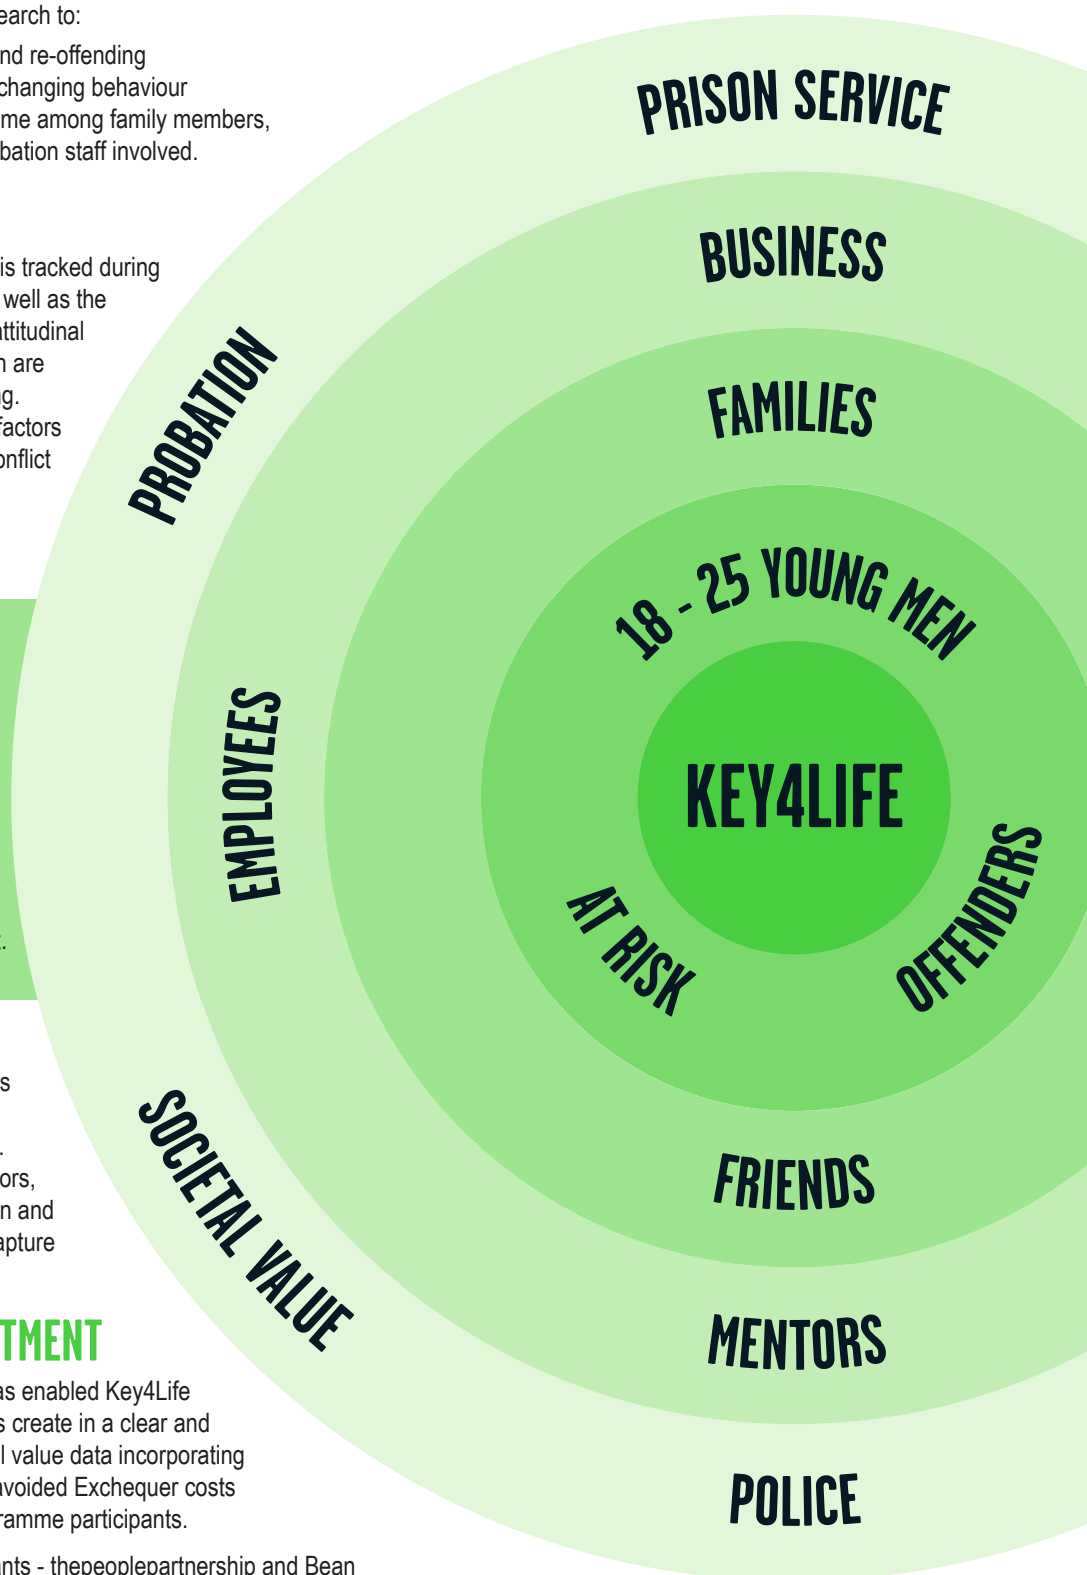 earch to:
nd re-offending
changing behaviour
me among family members,
bation staff involved.
is tracked during
well as the
attitudinal
n are
g.
factors
onflict
.
s
.
ors,
n and
apture
TMENT
as enabled Key4Life
s create in a clear and
l value data incorporating
avoided Exchequer costs
ramme participants.
ants - thepeoplepartnership and Bean
PRISON SERVICE
BUSINESS
FAMILIES
PROBATION
18 - 25 YOUNG MEN
EMPLOYEES
KEY4LIFE
AT RISK
OFFENDERS
SOCIETAL VALUE
FRIENDS
MENTORS
POLICE